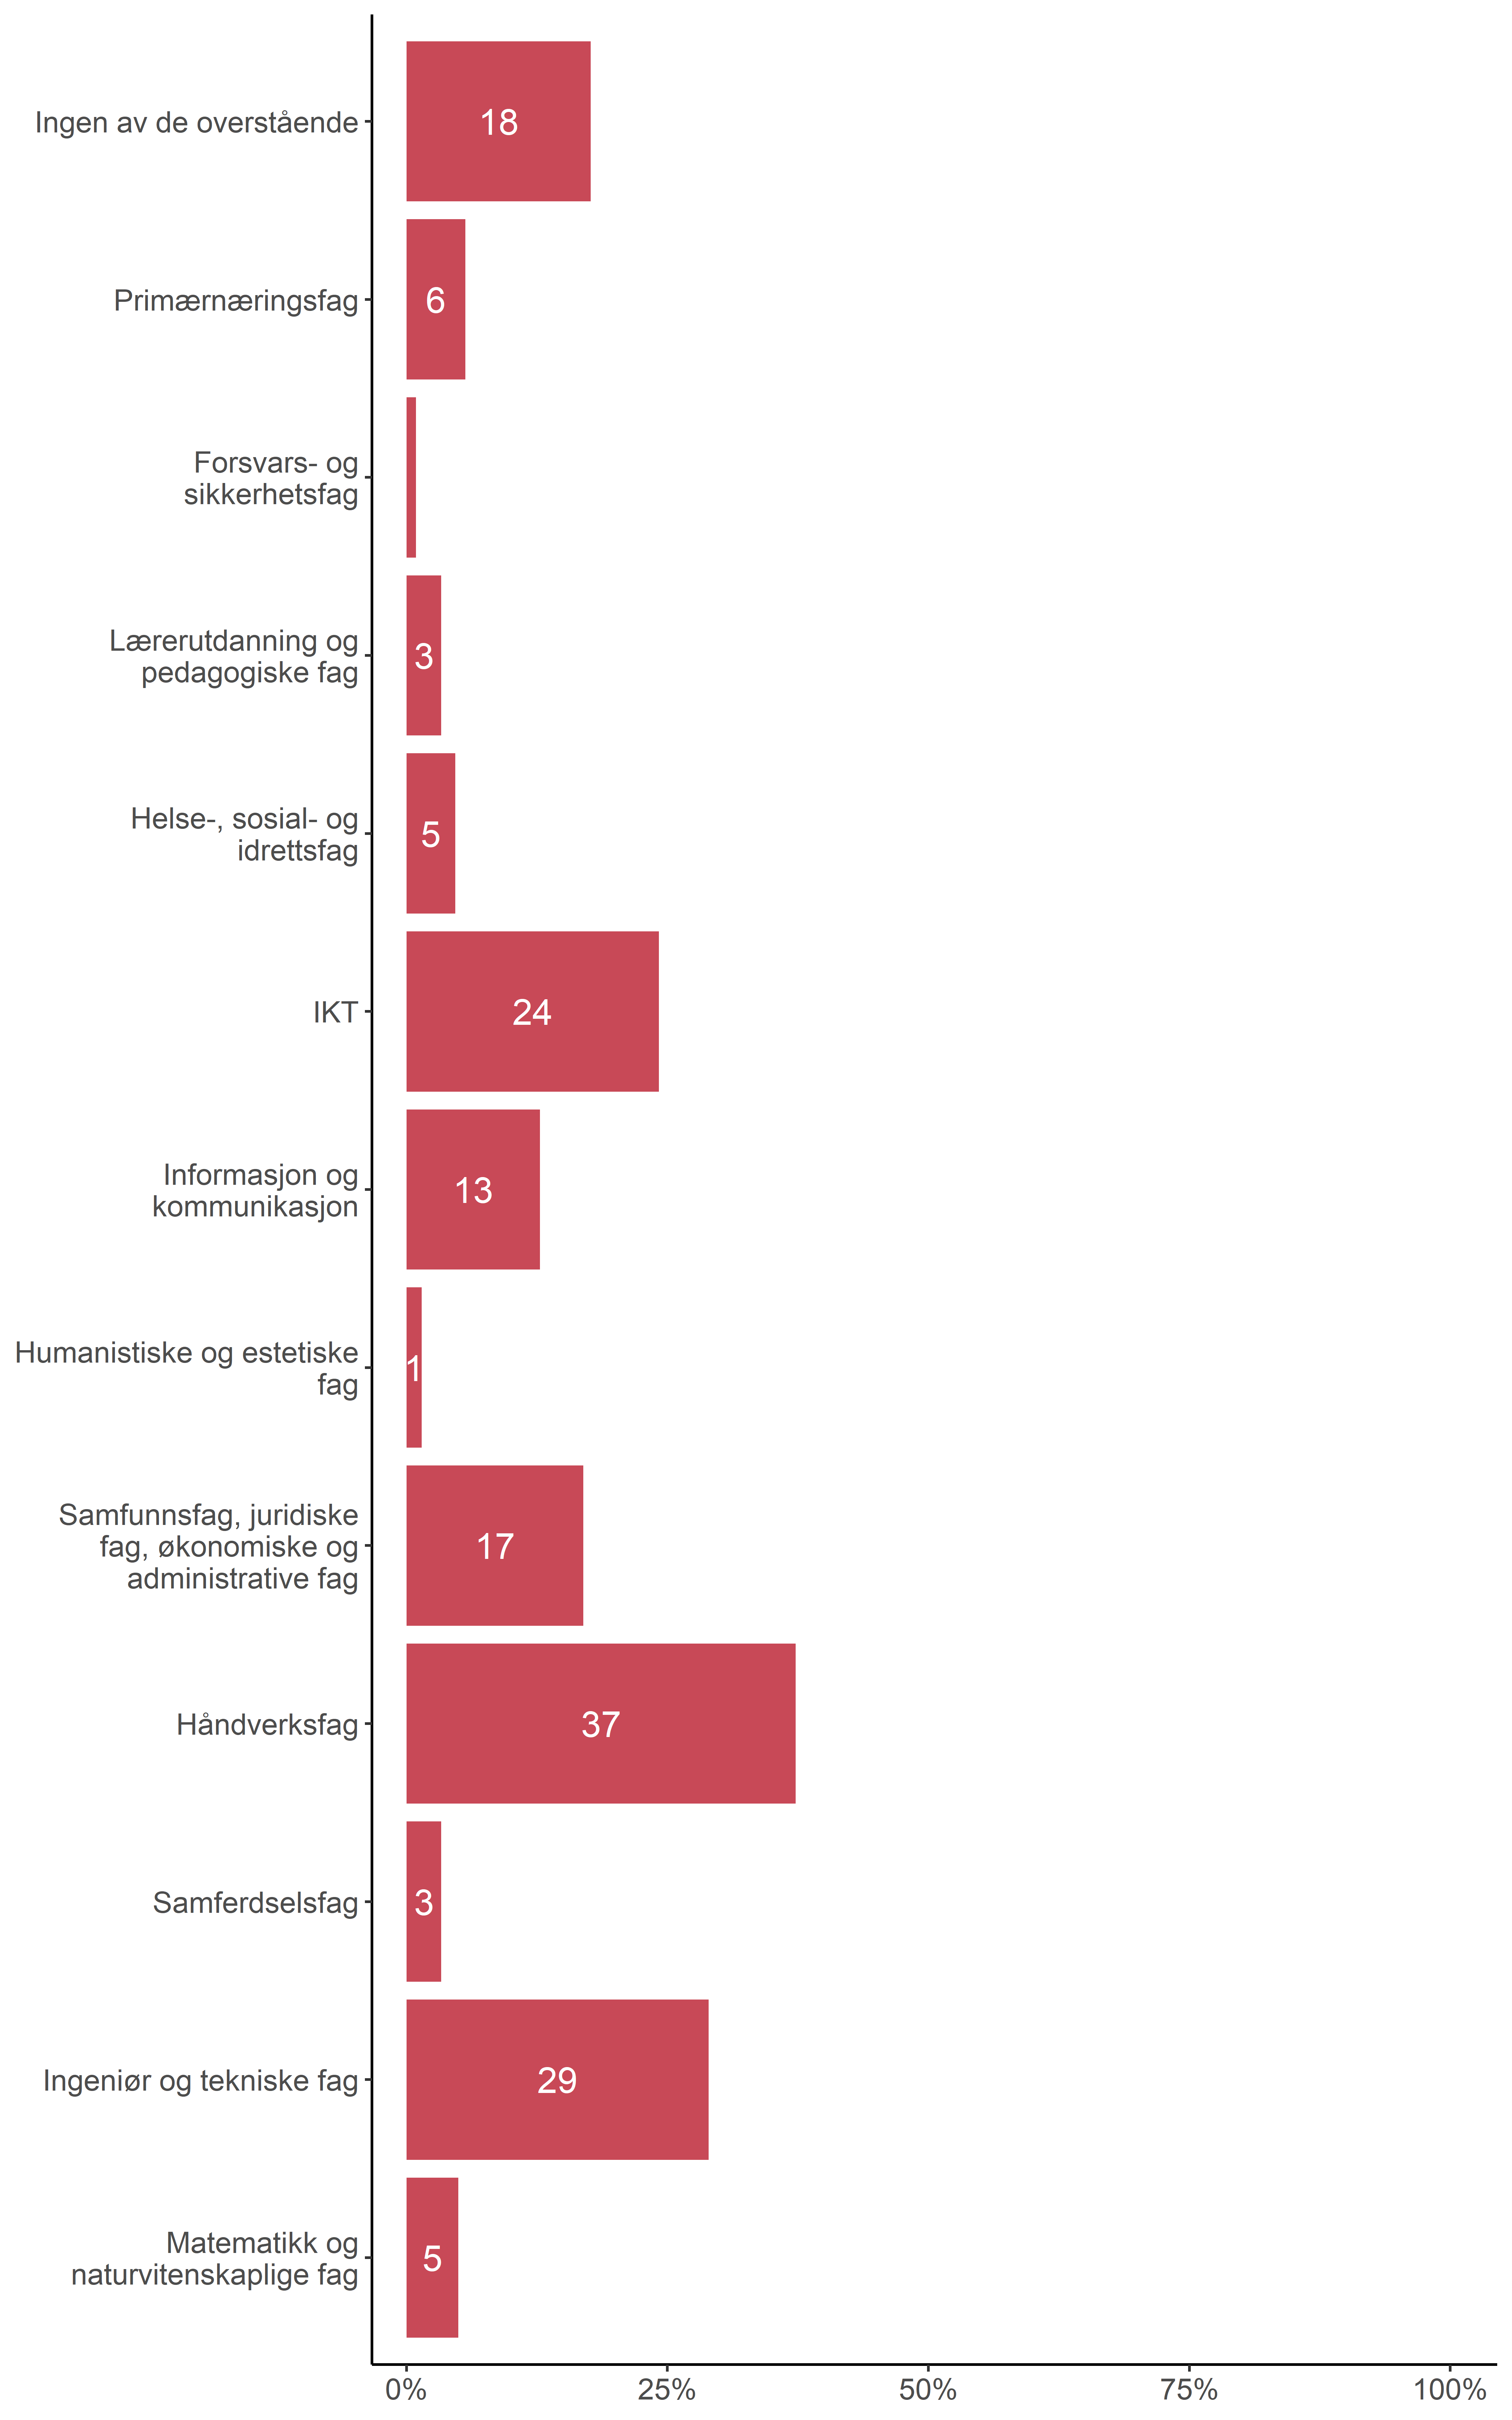 Ingen av de overstående
18
Primærnæringsfag
6
Forsvars- og
sikkerhetsfag
Lærerutdanning og
pedagogiske fag
3
Helse-, sosial- og
idrettsfag
5
IKT
24
Informasjon og
kommunikasjon
13
Humanistiske og estetiske
fag
1
Samfunnsfag, juridiske
fag, økonomiske og
administrative fag
17
Håndverksfag
37
Samferdselsfag
3
Ingeniør og tekniske fag
29
Matematikk og
naturvitenskaplige fag
5
0% 25% 50% 75% 100%